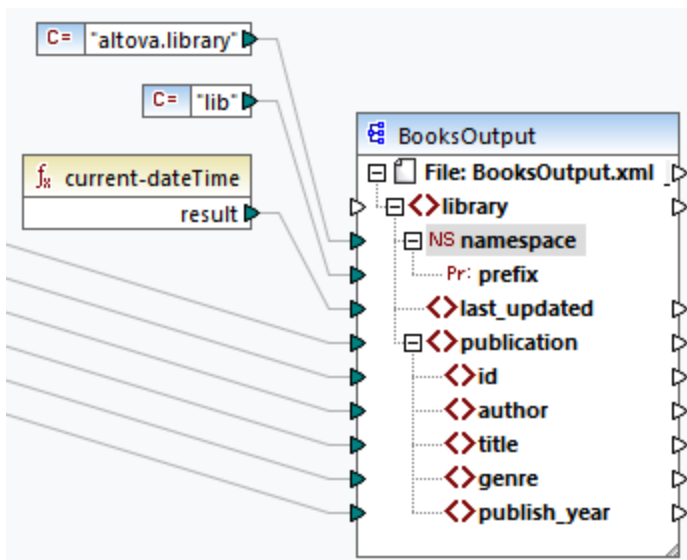 C= "altova.library"
C= "lib"
fx current-dateTime
result
BooksOutput
File: BooksOutput.xml
library
NS namespace
Pr: prefix
last_updated
publication
id
author
title
genre
publish_year